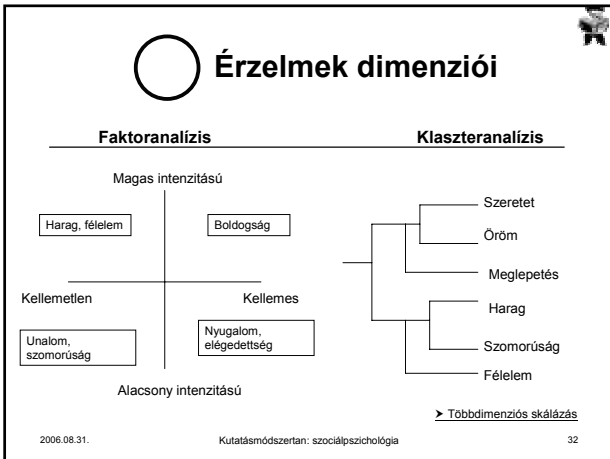 Érzelmek dimenziói
Faktoranalízis
Klaszteranalízis
Magas intenzitású
Harag, félelem
Boldogság
Kellemetlen
Kellemes
Unalom,
szomorúság
Nyugalom,
elégedettség
Alacsony intenzitású
Szeretet
Öröm
Meglepetés
Harag
Szomorúság
Félelem
➤ Többdimenziós skálázás
2006.08.31.
Kutatásmódszertan: szociálpszichológia
32